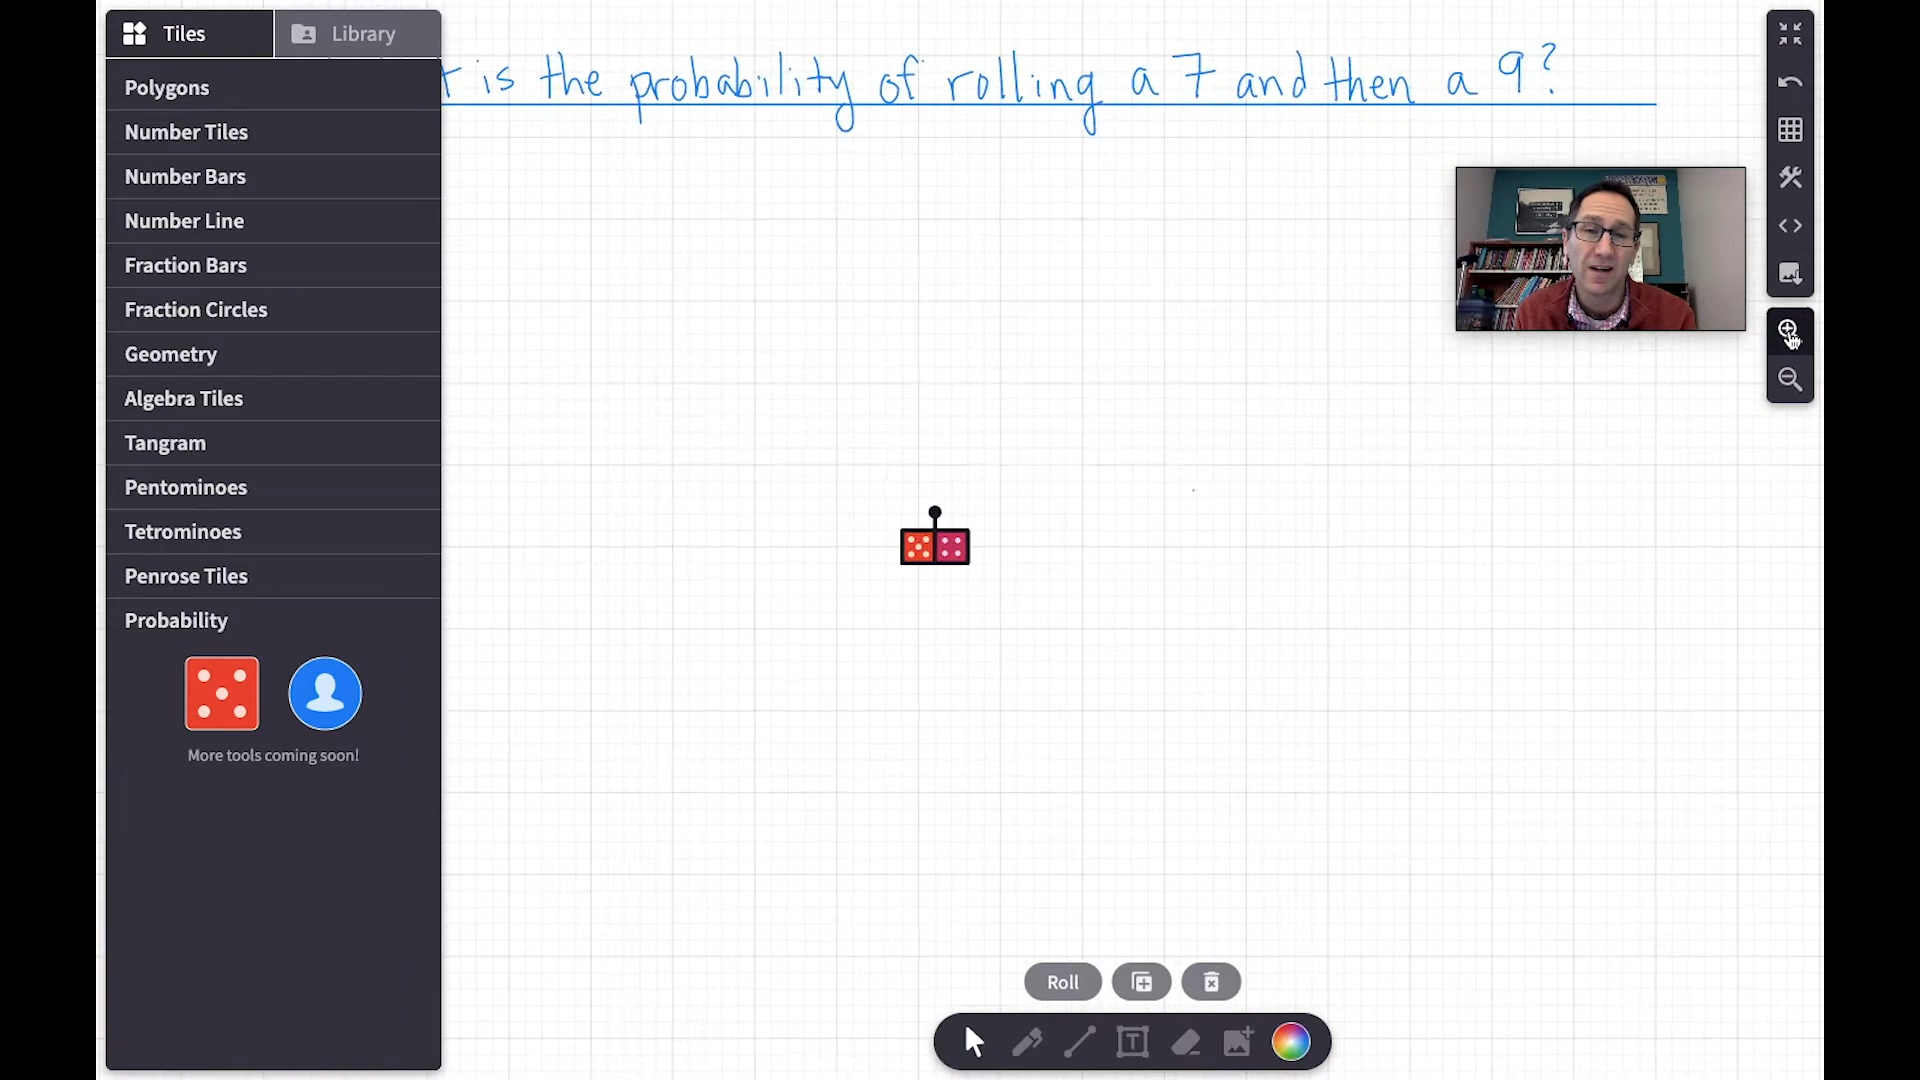 Tiles
Library
is the probability of rolling a 7 and then a 9?
Polygons
Number Tiles
Number Bars
Number Line
Fraction Bars
Fraction Circles
Geometry
Algebra Tiles
Tangram
Pentominoes
Tetrominoes
Penrose Tiles
Probability
More tools coming soon!
Roll
T